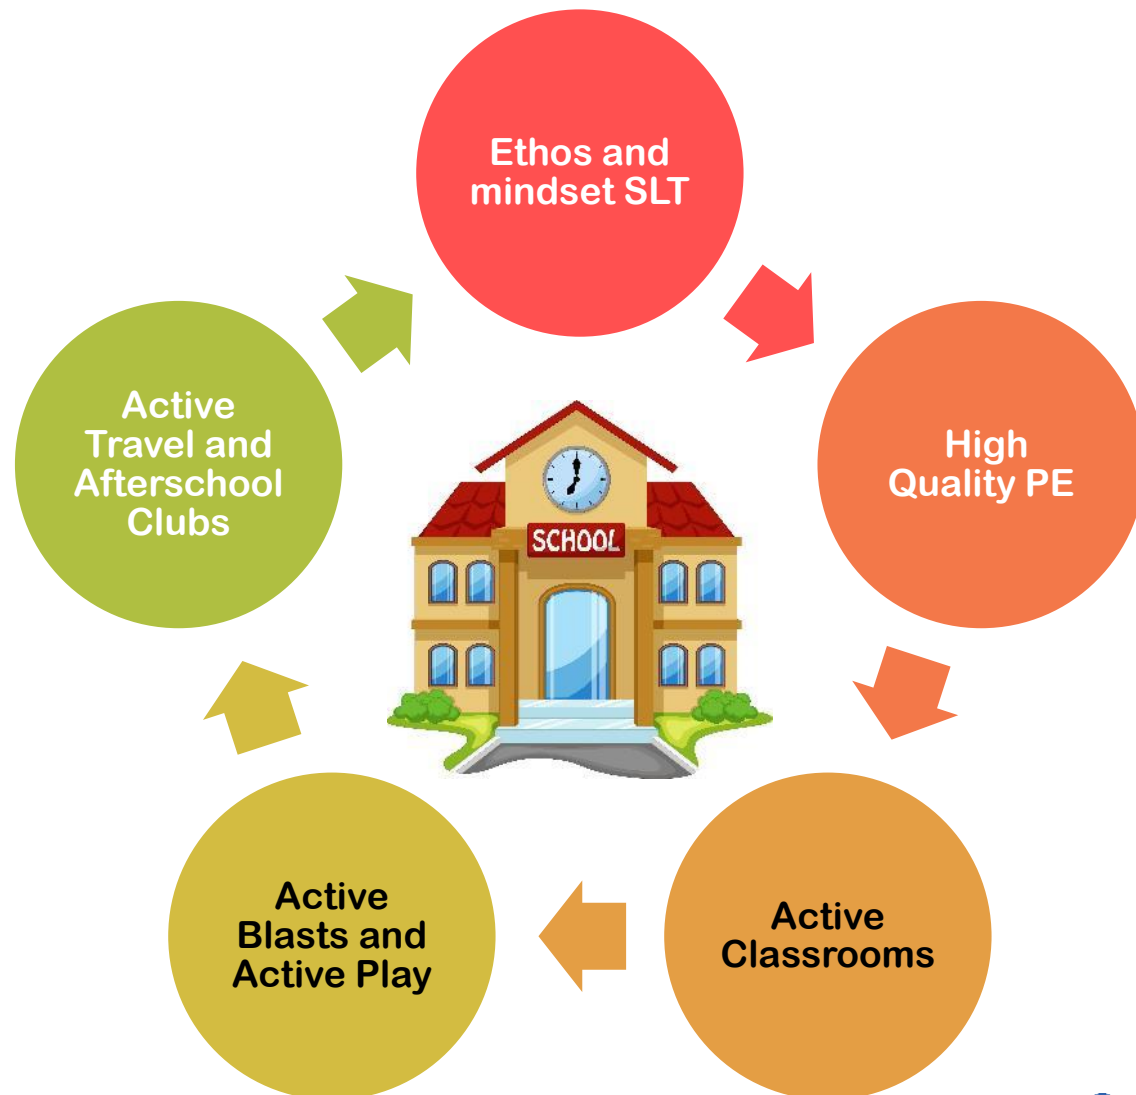 Ethos and
mindset SLT
High
Quality PE
Active
Classrooms
Active
Blasts and
Active Play
Active
Travel and
Afterschool
Clubs
SCHOOL